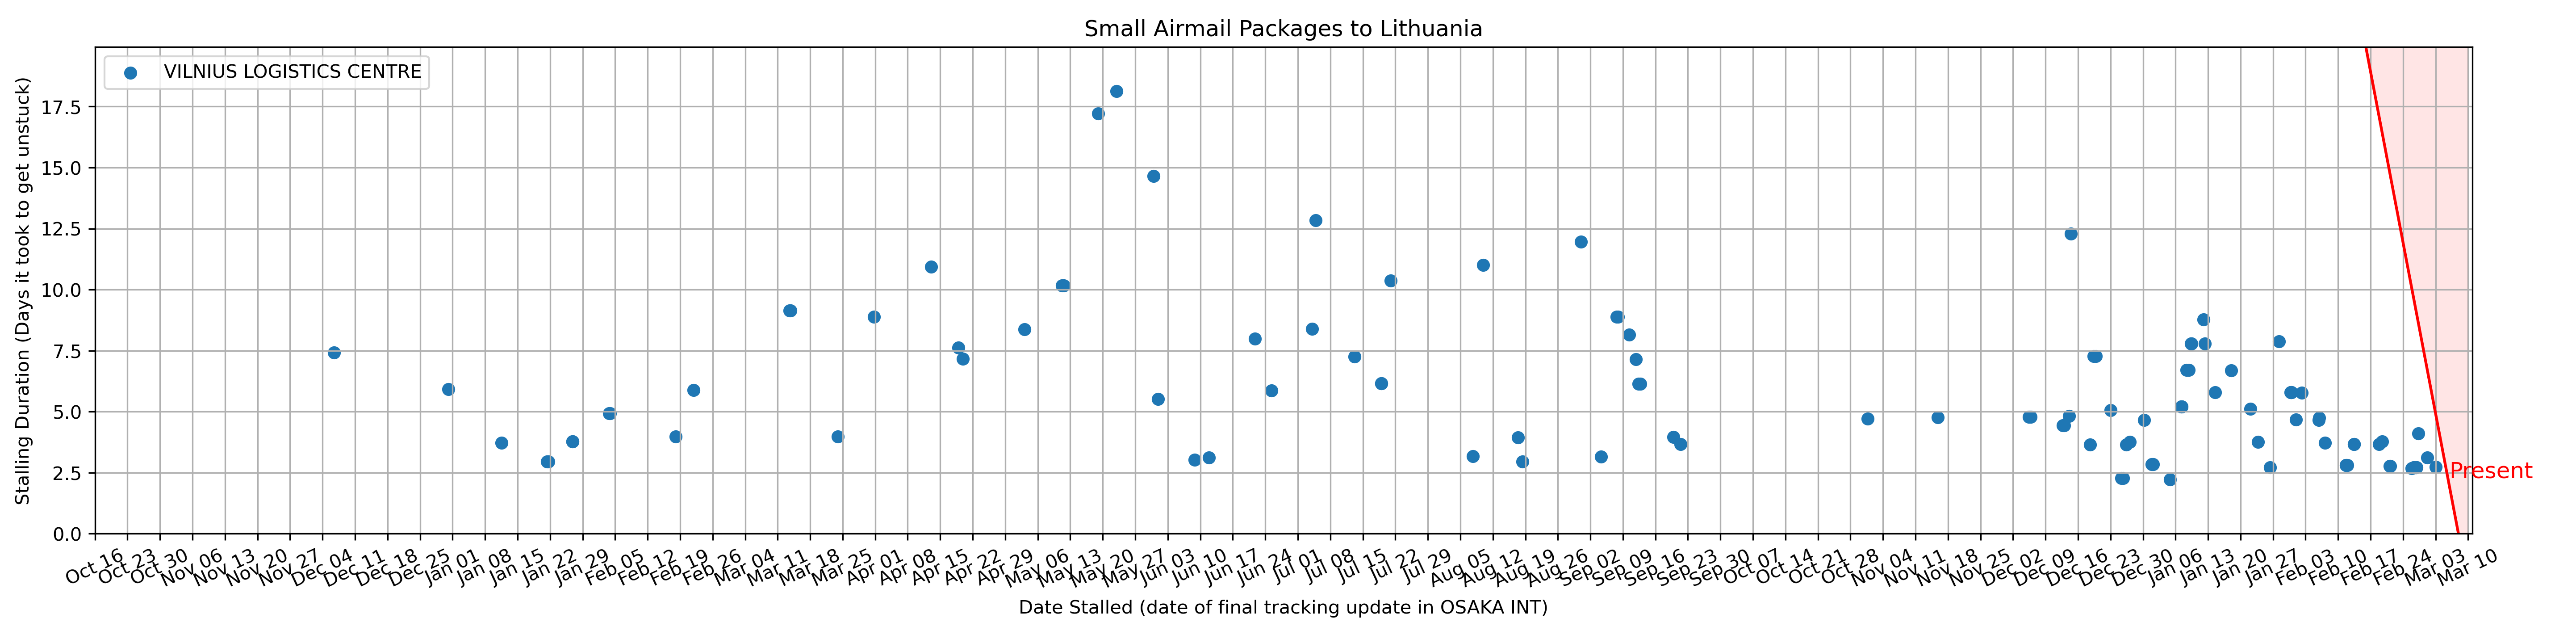 Small Airmail Packages to Lithuania
VILNIUS LOGISTICS CENTRE
Stalling Duration (Days it took to get unstuck)
17.5
15.0
12.5
10.0
7.5
5.0
2.5
0.0
Present
Oct 16 Oct 23 Oct 30 Nov 06 Nov 13 Nov 20 Nov 27 Dec 04 Dec 11 Dec 18 Dec 25 Jan 01 Jan 08 Jan 15 Jan 22 Jan 29 Feb 05 Feb 12 Feb 19 Feb 26 Mar 04 Mar 11 Mar 18 Mar 25 Apr 01 Apr 08 Apr 15 Apr 22 Apr 29 May 06 May 13 May 20 May 27 Jun 03 Jun 10 Jun 17 Jun 24 Jul 01 Jul 08 Jul 15 Jul 22 Jul 29 Aug 05 Aug 12 Aug 19 Aug 26 Sep 02 Sep 09 Sep 16 Sep 23 Sep 30 Oct 07 Oct 14 Oct 21 Oct 28 Nov 04 Nov 11 Nov 18 Nov 25 Dec 02 Dec 09 Dec 16 Dec 23 Dec 30 Jan 06 Jan 13 Jan 20 Jan 27 Feb 03 Feb 10 Feb 17 Feb 24 Mar 03 Mar 10
Date Stalled (date of final tracking update in OSAKA INT)